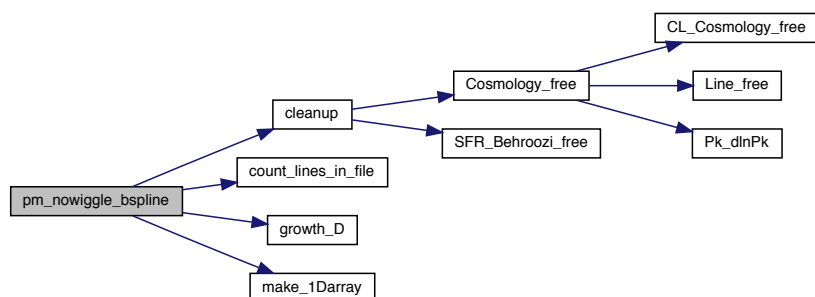 CL_Cosmology_free
Cosmology_free
Line_free
cleanup
SFR_Behroozi_free
Pk_dlnPk
count_lines_in_file
pm_nowiggle_bspline
growth_D
make_1Darray